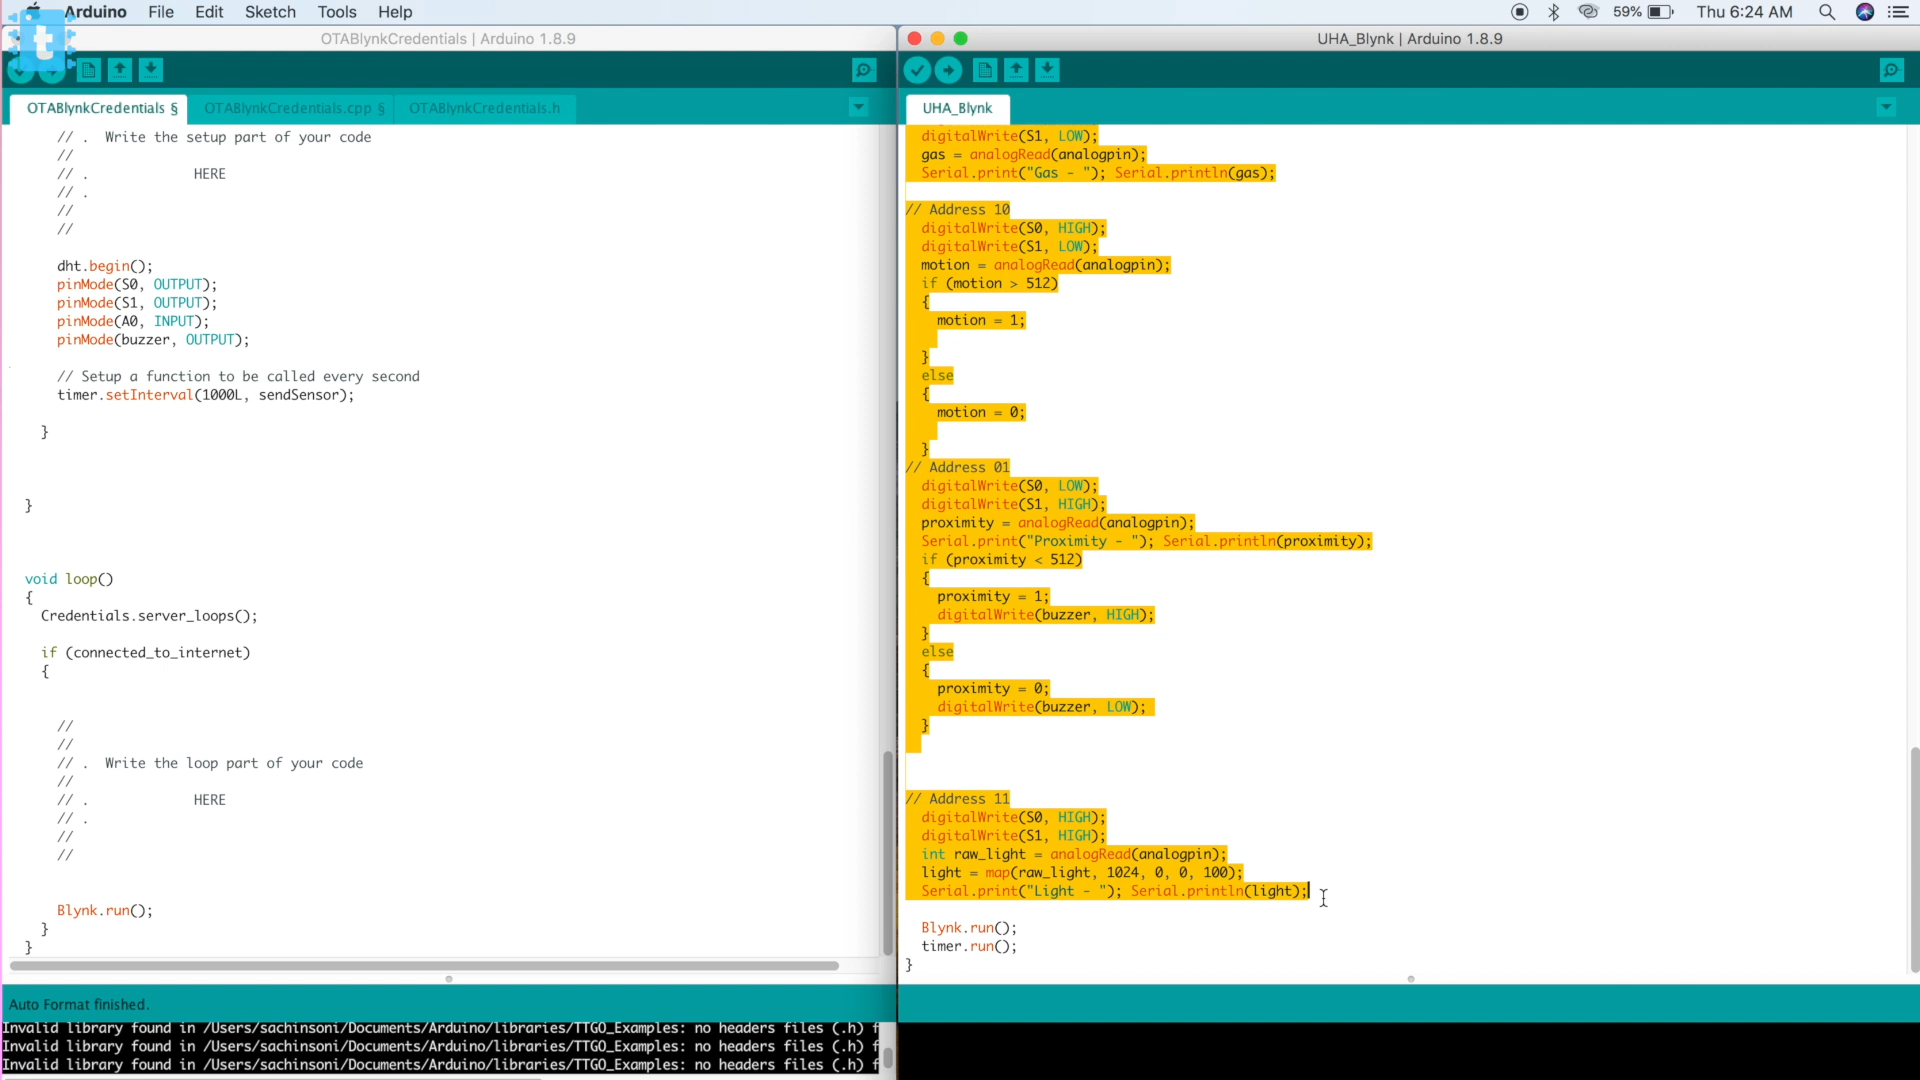 Arduino File Edit Sketch Tools Help 59% Thu 6:24 AM
t
OTABlynkCredentials | Arduino 1.8.9
OTABlynkCredentials § OTABlynkCredentials.cpp § OTABlynkCredentials.h
// . Write the setup part of your code
//
// . HERE
// .
//
//
dht.begin();
pinMode(S0, OUTPUT);
pinMode(S1, OUTPUT);
pinMode(A0, INPUT);
pinMode(buzzer, OUTPUT);
// Setup a function to be called every second
timer.setInterval(1000L, sendSensor);
}
}
void loop()
{
Credentials.server_loops();
if (connected_to_internet)
{
//
//
// . Write the loop part of your code
//
// . HERE
// .
//
//
Blynk.run();
}
}
Auto Format finished.
Invalid library found in /Users/sachinsoni/Documents/Arduino/libraries/TTGO_Examples: no headers files (.h) f
Invalid library found in /Users/sachinsoni/Documents/Arduino/libraries/TTGO_Examples: no headers files (.h) f
Invalid library found in /Users/sachinsoni/Documents/Arduino/libraries/TTGO_Examples: no headers files (.h) f
UHA_Blynk | Arduino 1.8.9
UHA_Blynk
digitalWrite(S1, LOW);
gas = analogRead(analogpin);
Serial.print("Gas - "); Serial.println(gas);
// Address 10
digitalWrite(S0, HIGH);
digitalWrite(S1, LOW);
motion = analogRead(analogpin);
if (motion > 512)
{
motion = 1;
}
else
{
motion = 0;
}
// Address 01
digitalWrite(S0, LOW);
digitalWrite(S1, HIGH);
proximity = analogRead(analogpin);
Serial.print("Proximity - "); Serial.println(proximity);
if (proximity < 512)
{
proximity = 1;
digitalWrite(buzzer, HIGH);
}
else
{
proximity = 0;
digitalWrite(buzzer, LOW);
}
// Address 11
digitalWrite(S0, HIGH);
digitalWrite(S1, HIGH);
int raw_light = analogRead(analogpin);
light = map(raw_light, 1024, 0, 0, 100);
Serial.print("Light - "); Serial.println(light);
Blynk.run();
timer.run();
}